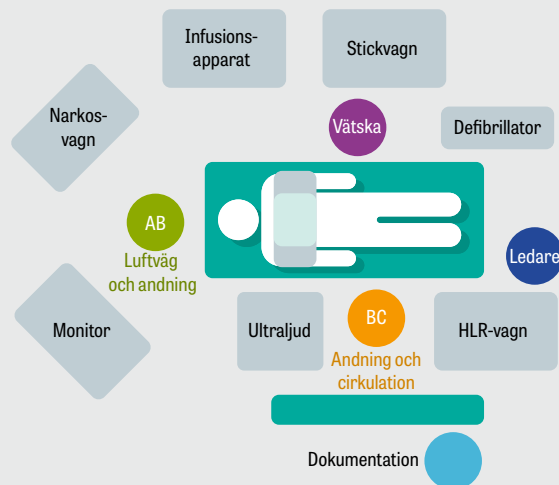 Infusions-
apparat
Stickvagn
Narkos-
vagn
Vätska
Defibrillator
AB
Luftväg
och andning
Ledare
Monitor
Ultraljud
BC
HLR-vagn
Andning och
cirkulation
Dokumentation